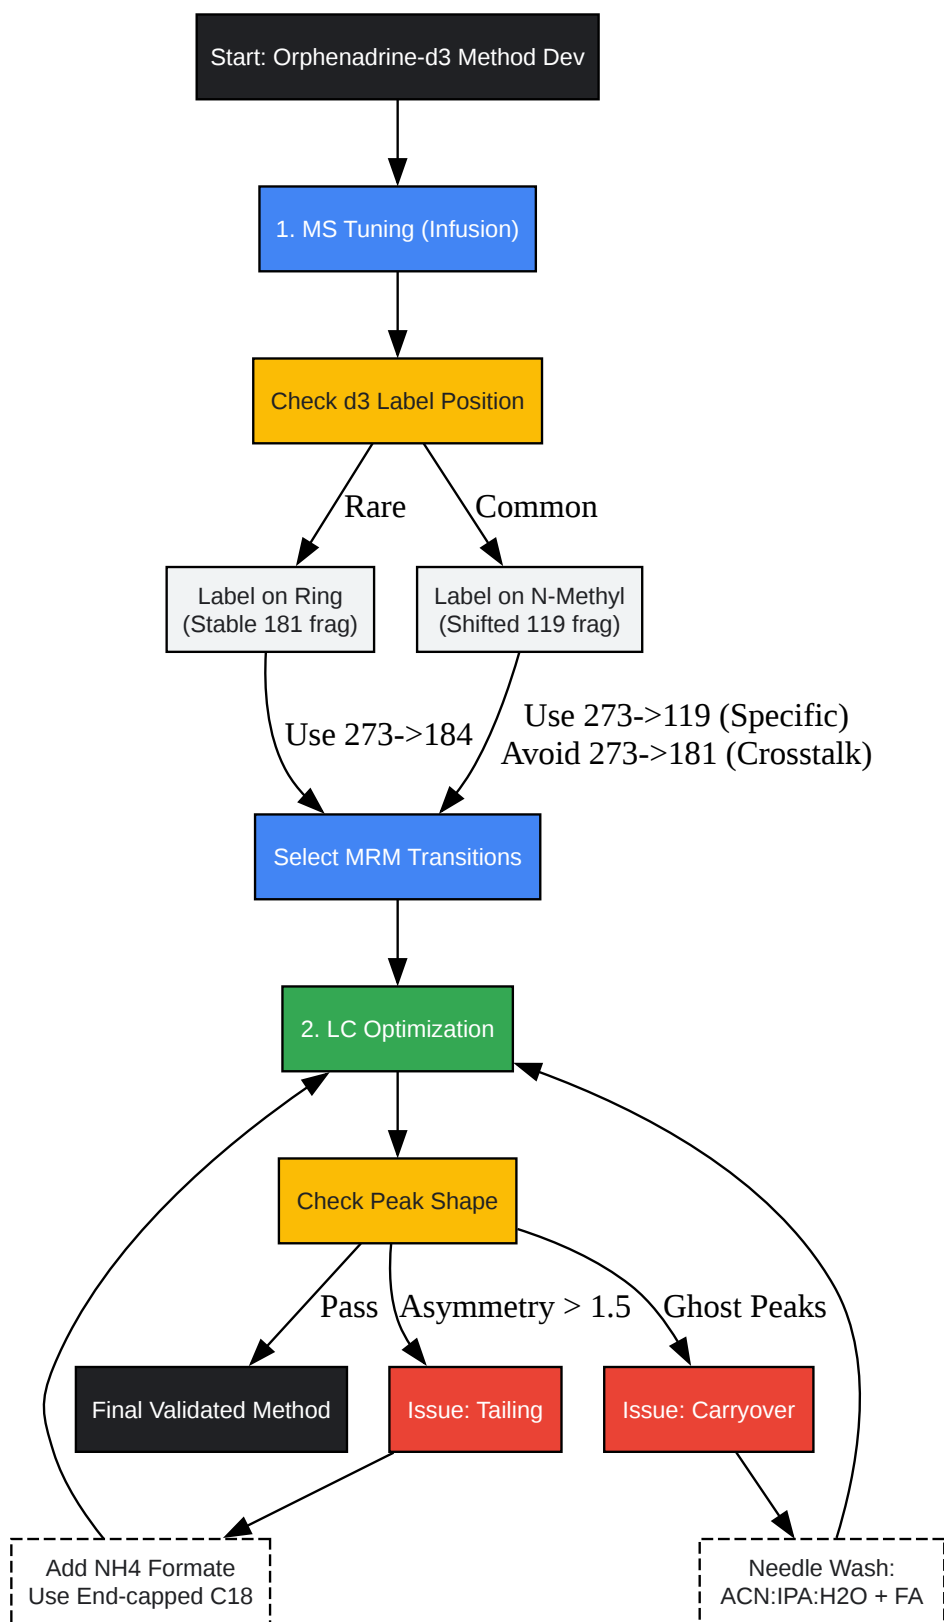 Start: Orphenadrine-d3 Method Dev
1. MS Tuning (Infusion)
Check d3 Label Position
Rare
Common
Label on Ring
(Stable 181 frag)
Label on N-Methyl
(Shifted 119 frag)
Use 273->184
Use 273->119 (Specific)
Avoid 273->181 (Crosstalk)
Select MRM Transitions
2. LC Optimization
Check Peak Shape
Pass
Asymmetry > 1.5
Ghost Peaks
Final Validated Method
Issue: Tailing
Issue: Carryover
Add NH4 Formate
Use End-capped C18
Needle Wash:
ACN:IPA:H2O + FA